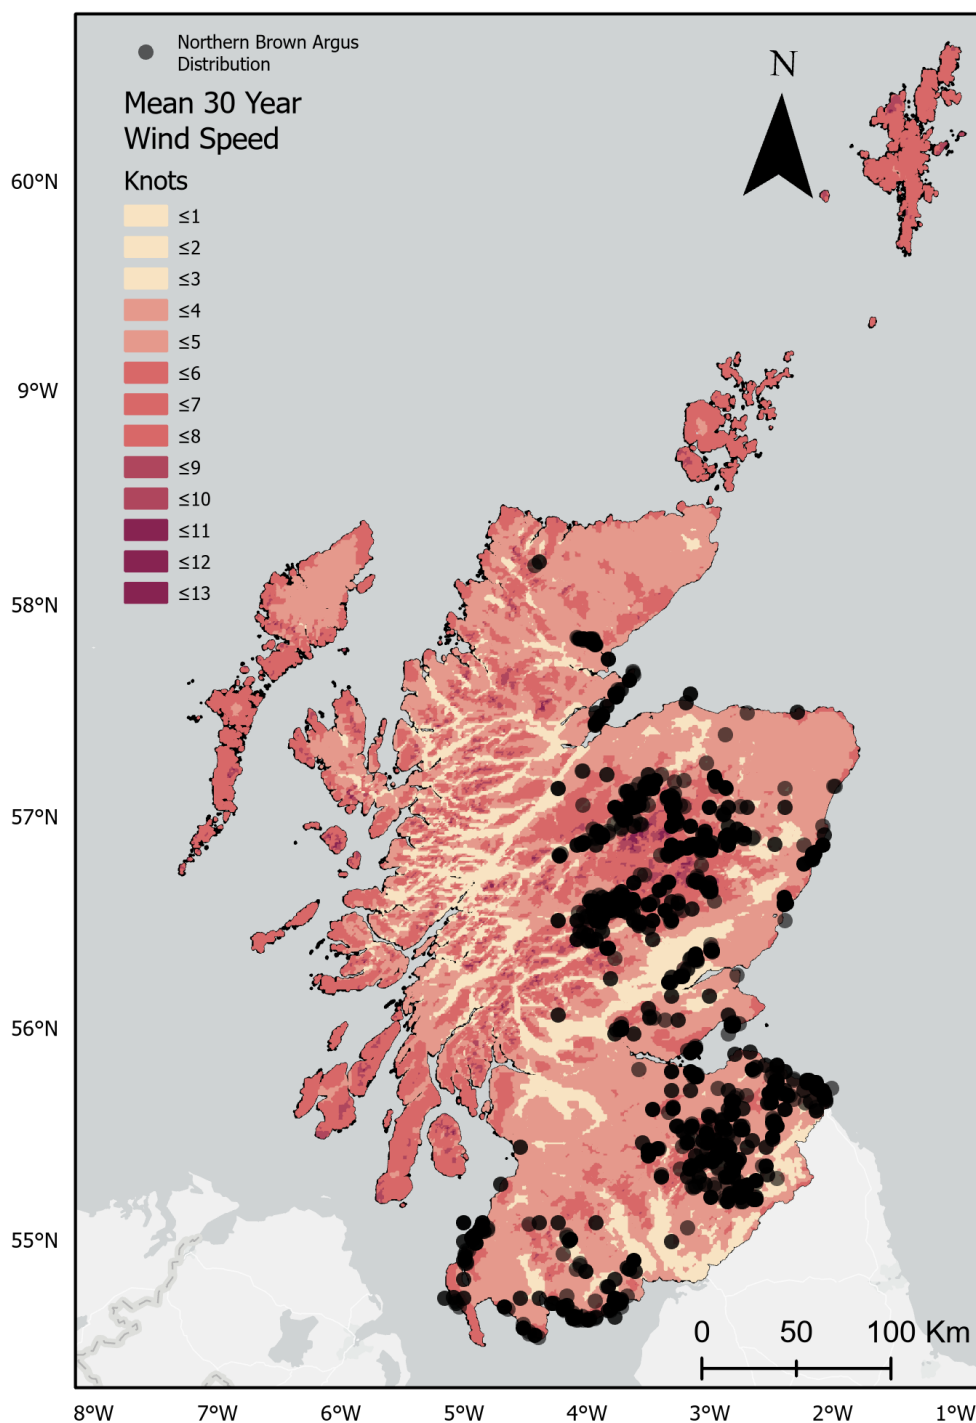 Northern Brown Argus
Distribution
Mean 30 Year
Wind Speed
Knots
≤1
≤2
≤3
≤4
≤5
≤6
≤7
≤8
≤9
≤10
≤11
≤12
≤13
N
60°N
9°W
58°N
57°N
56°N
55°N
0 50 100 Km
8°W 7°W 6°W 5°W 4°W 3°W 2°W 1°W